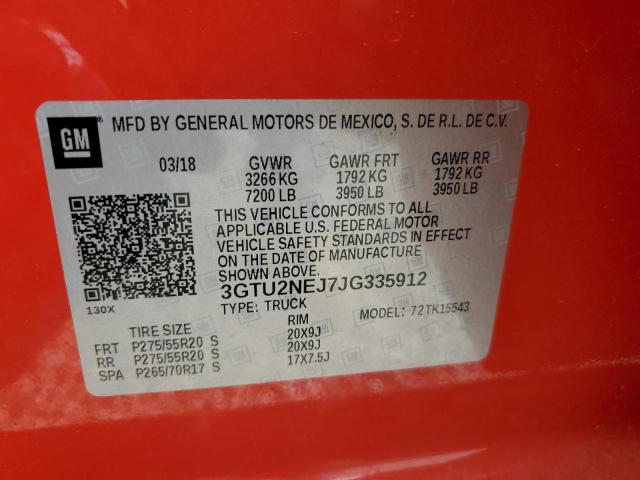 GM
MFD BY GENERAL MOTORS DE MEXICO, S. DE R.L. DE C.V.
03/18 GVWR GAWR FRT GAWR RR
3266 KG 1792 KG 1792 KG
7200 LB 3950 LB 3950 LB
THIS VEHICLE CONFORMS TO ALL
APPLICABLE U.S. FEDERAL MOTOR
VEHICLE SAFETY STANDARDS IN EFFECT
ON THE DATE OF MANUFACTURE
SHOWN ABOVE.
3GTU2NEJ7JG335912
130X
TYPE: TRUCK MODEL: 72TK15543
TIRE SIZE RIM
FRT P275/55R20 S 20X9J
RR P275/55R20 S 20X9J
SPA P265/70R17 S 17X7.5J